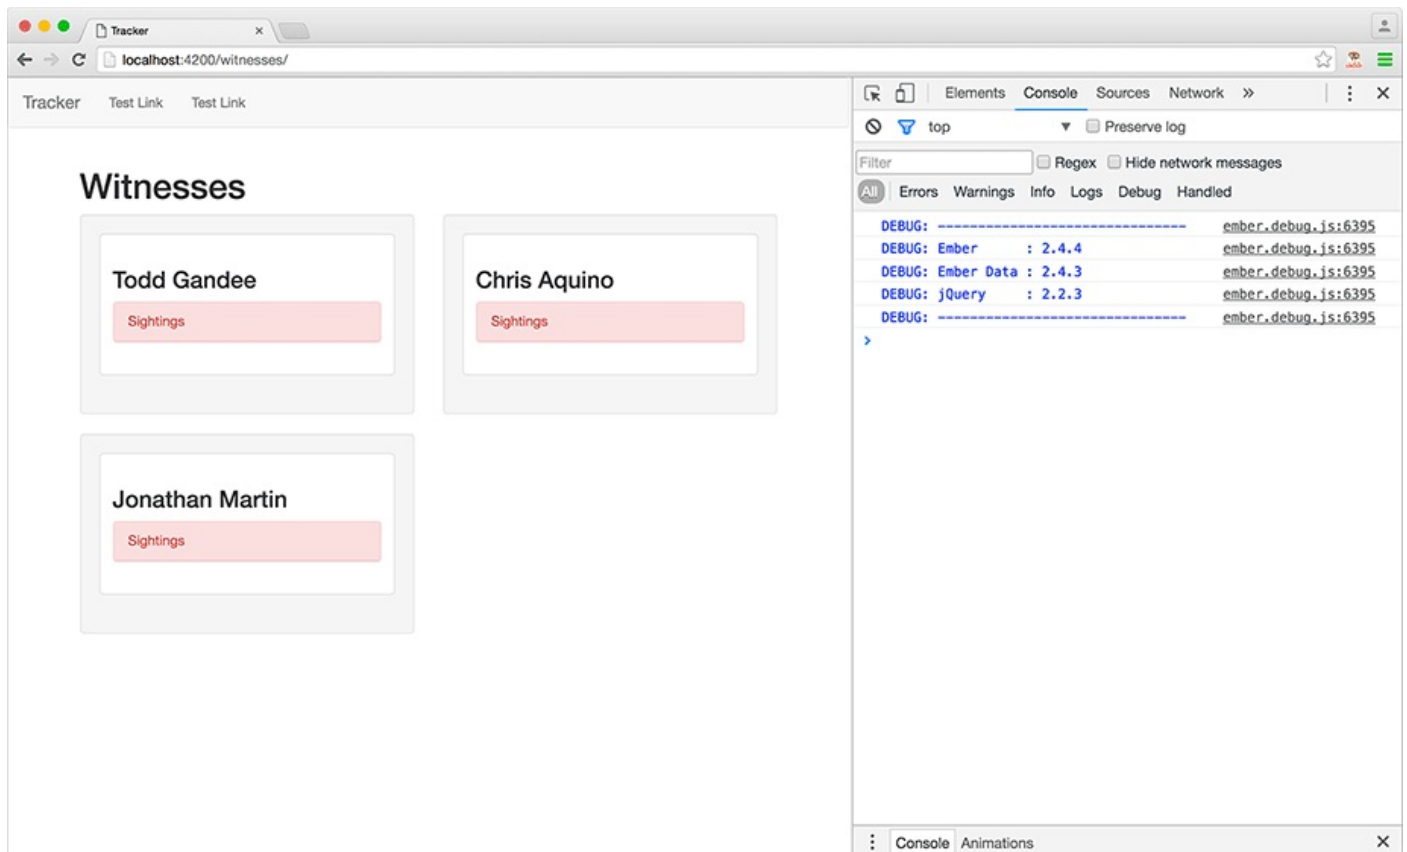 Tracker
localhost:4200/witnesses/
Tracker Test Link Test Link
Witnesses
Todd Gandee
Sightings
Chris Aquino
Sightings
Jonathan Martin
Sightings
Elements Console Sources Network »
top Preserve log
Filter Regex Hide network messages
All Errors Warnings Info Logs Debug Handled
DEBUG: ------------------------------- ember.debug.js:6395
DEBUG: Ember : 2.4.4 ember.debug.js:6395
DEBUG: Ember Data : 2.4.3 ember.debug.js:6395
DEBUG: jQuery : 2.2.3 ember.debug.js:6395
DEBUG: ------------------------------- ember.debug.js:6395
Console Animations